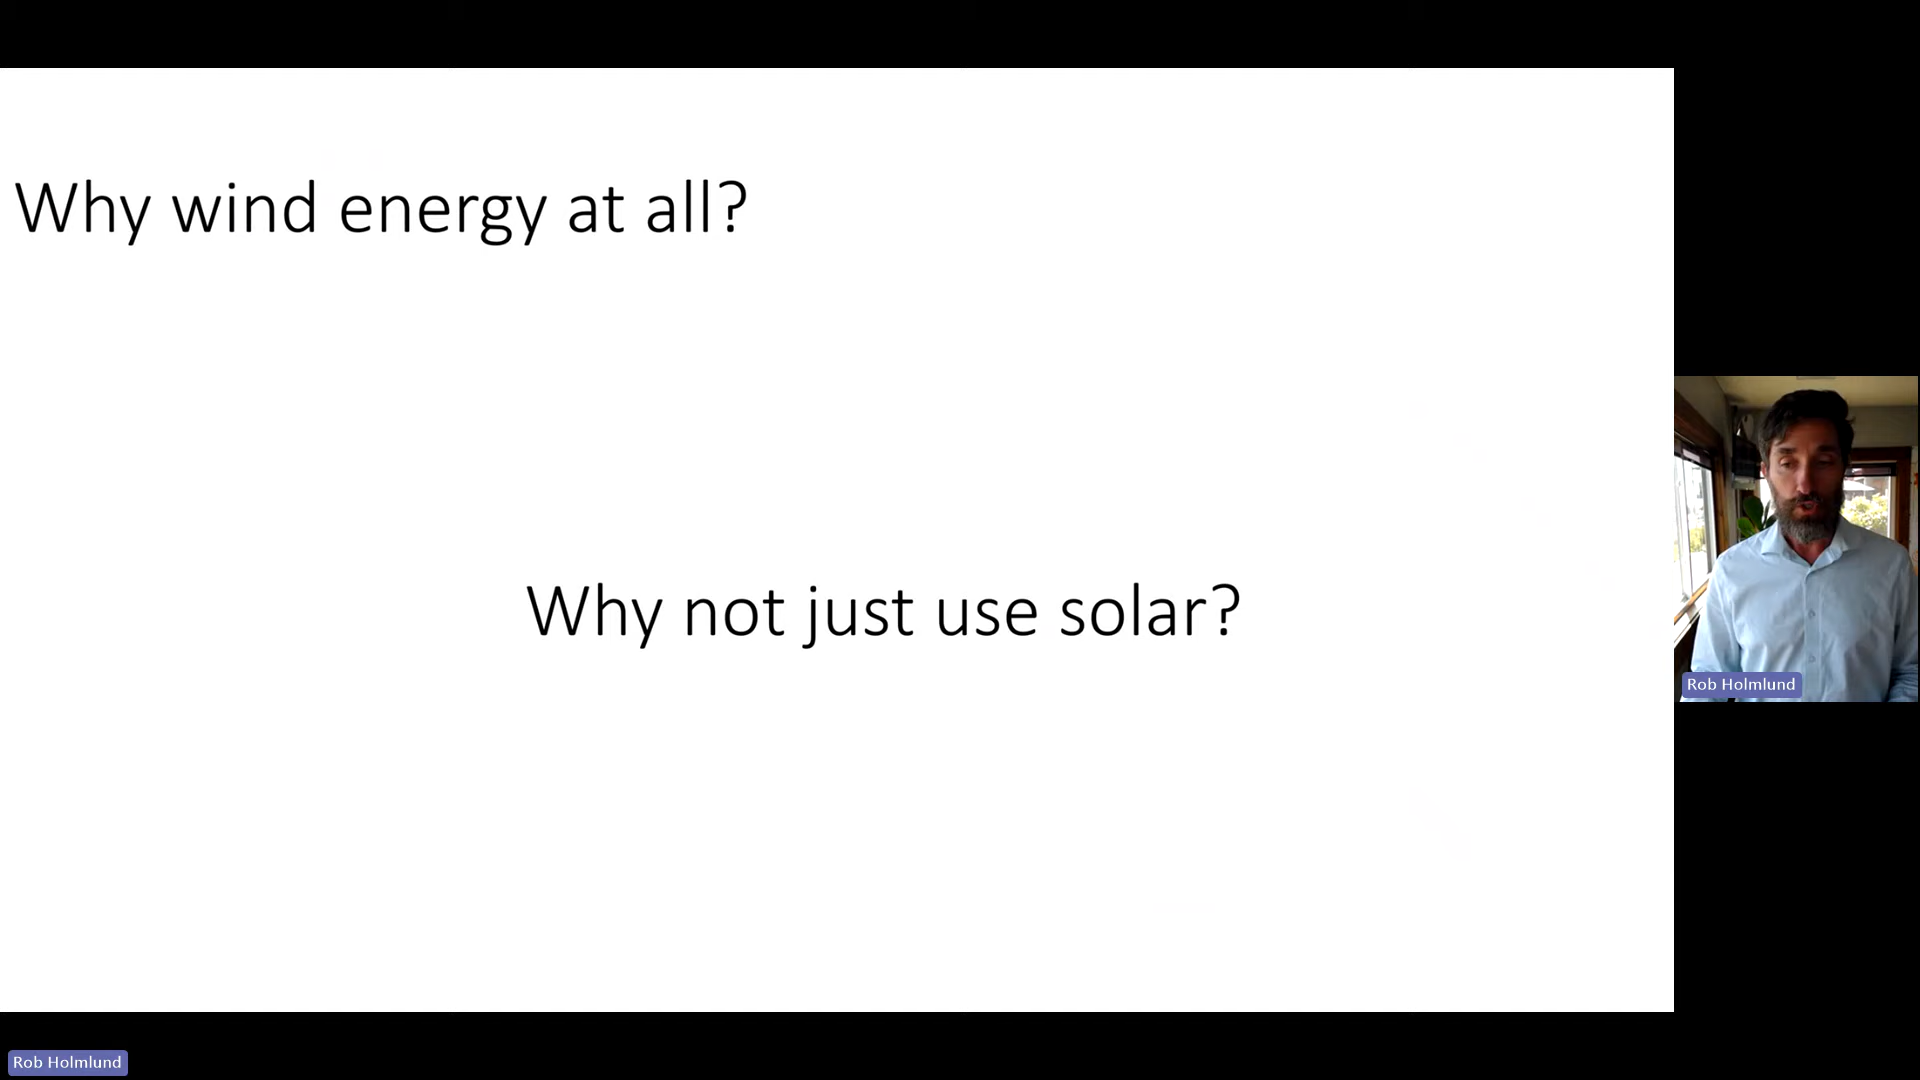 Why wind energy at all?
Why not just use solar?
Rob Holmlund
Rob Holmlund